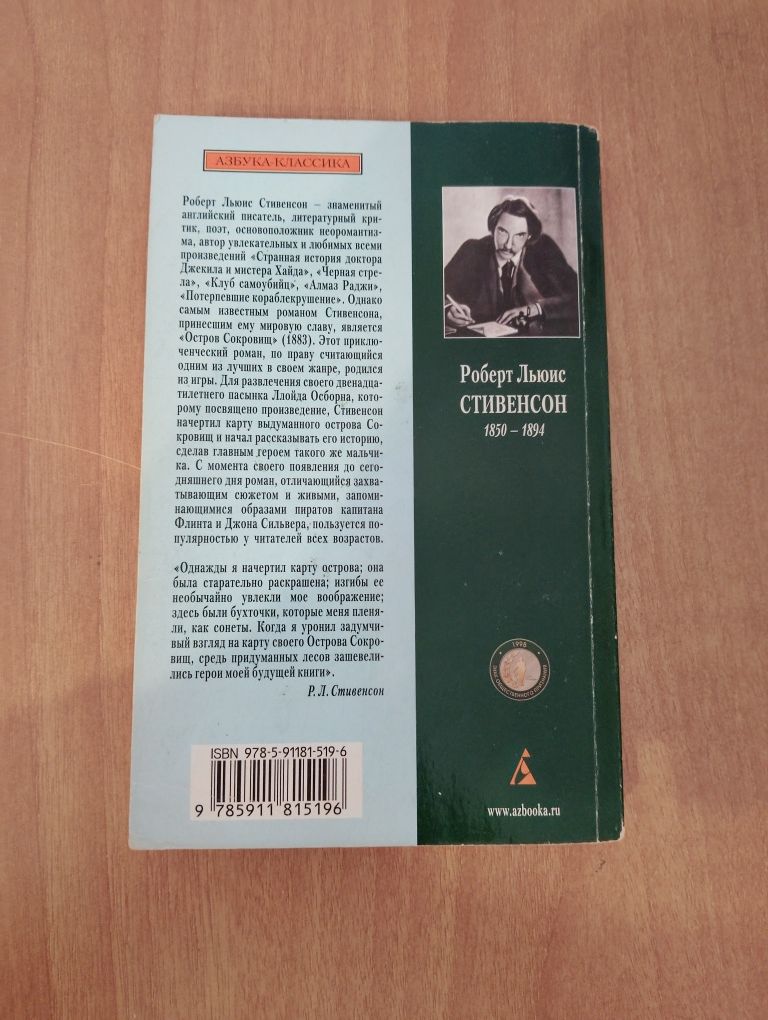 АЗБУКА-КЛАССИКА
Роберт Льюис Стивенсон – знаменитый
английский писатель, литературный кри-
тик, поэт, основоположник неоромантиз-
ма, автор увлекательных и любимых всеми
произведений «Странная история доктора
Джекила и мистера Хайда», «Черная стре-
ла», «Клуб самоубийц», «Алмаз Раджи»,
«Потерпевшие кораблекрушение». Однако
самым известным романом Стивенсона,
принесшим ему мировую славу, является
«Остров Сокровищ» (1883). Этот приклю-
ченческий роман, по праву считающийся
одним из лучших в своем жанре, родился
из игры. Для развлечения своего двенадца-
тилетнего пасынка Ллойда Осборна, кото-
рому посвящено произведение, Стивенсон
начертил карту выдуманного острова Со-
кровищ и начал рассказывать его историю,
сделав главным героем такого же мальчи-
ка. С момента своего появления до сего-
дняшнего дня роман, отличающийся захва-
тывающим сюжетом и живыми, запоми-
нающимися образами пиратов капитана
Флинта и Джона Сильвера, пользуется по-
пулярностью у читателей всех возрастов.
«Однажды я начертил карту острова; она
была старательно раскрашена; изгибы ее
необычайно увлекли мое воображение;
здесь были бухточки, которые меня пленя-
ли, как сонеты. Когда я уронил задумчи-
вый взгляд на карту своего Острова Сокро-
вищ, средь придуманных лесов зашевели-
лись герои моей будущей книги».
Р. Л. Стивенсон
ISBN 978-5-91181-519-6
9 785911 815196
Роберт Льюис
СТИВЕНСОН
1850 – 1894
1998
ЗНАК ОБЩЕСТВЕННОГО ПРИЗНАНИЯ
www.azbooka.ru